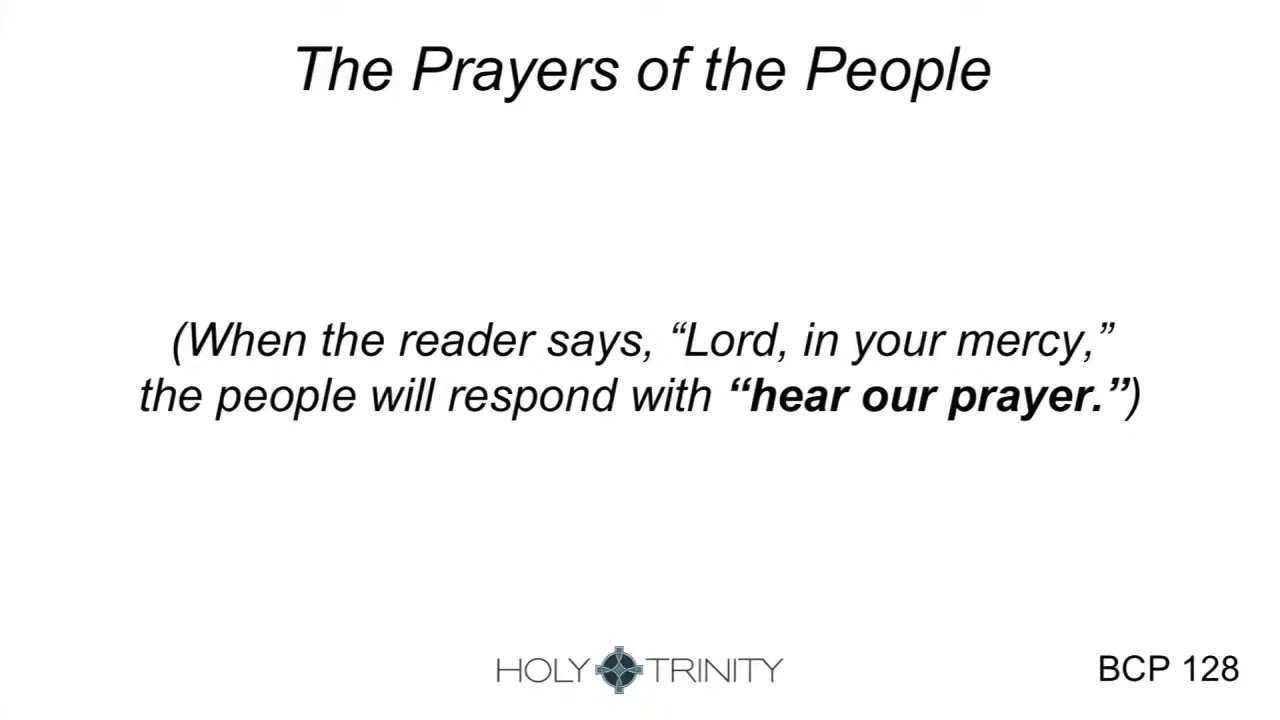 The Prayers of the People
(When the reader says, “Lord, in your mercy,”
the people will respond with “hear our prayer.”)
HOLY TRINITY
BCP 128